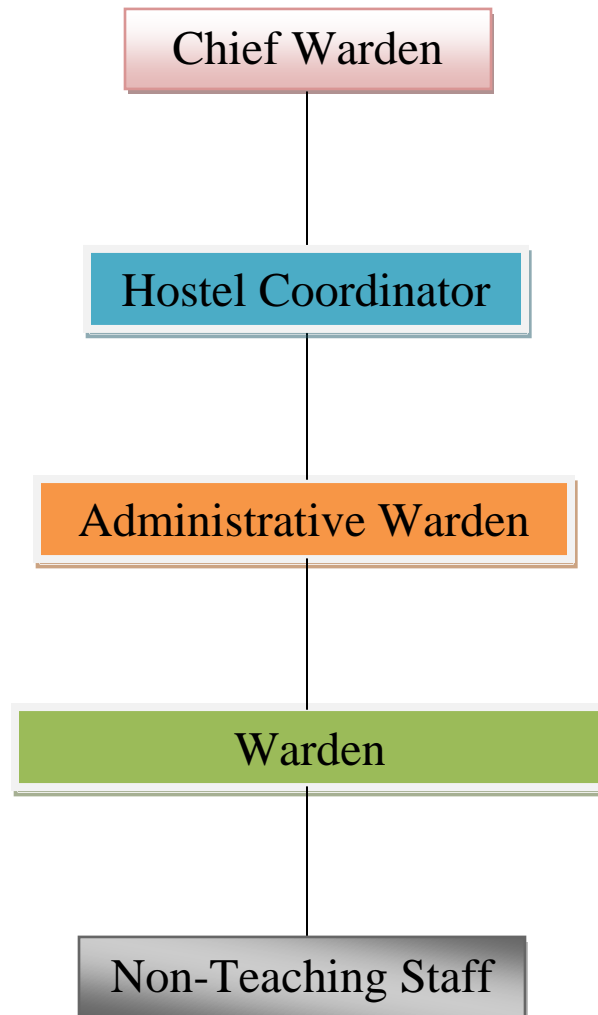 Chief Warden
Hostel Coordinator
Administrative Warden
Warden
Non-Teaching Staff